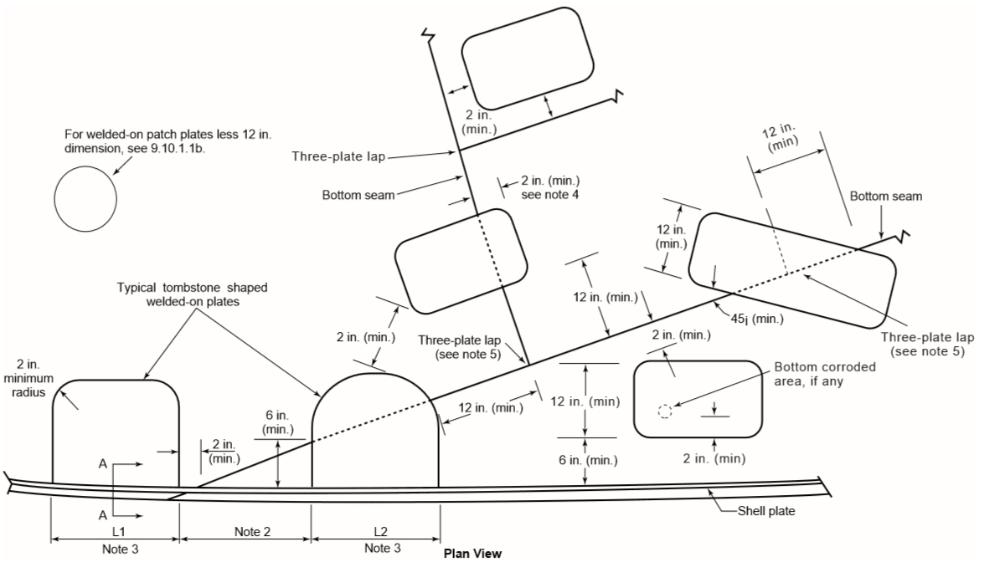 2 in.
(min.)
For welded-on patch plates less 12 in.
dimension, see 9.10.1.1b.
12 in.
(min)
Three-plate lap
Bottom seam
2 in. (min.)
see note 4
Bottom seam
12 in.
(min.)
Typical tombstone shaped
welded-on plates
12 in. (min.)
45¡ (min.)
2 in. (min.)
Three-plate lap
(see note 5)
2 in. (min.)
Three-plate lap
(see note 5)
2 in.
minimum
radius
Bottom corroded
area, if any
12 in. (min.)
12 in. (min)
6 in.
(min.)
2 in.
(min.)
6 in. (min.)
2 in. (min)
A
A
Shell plate
L1
Note 3
Note 2
L2
Note 3
Plan View